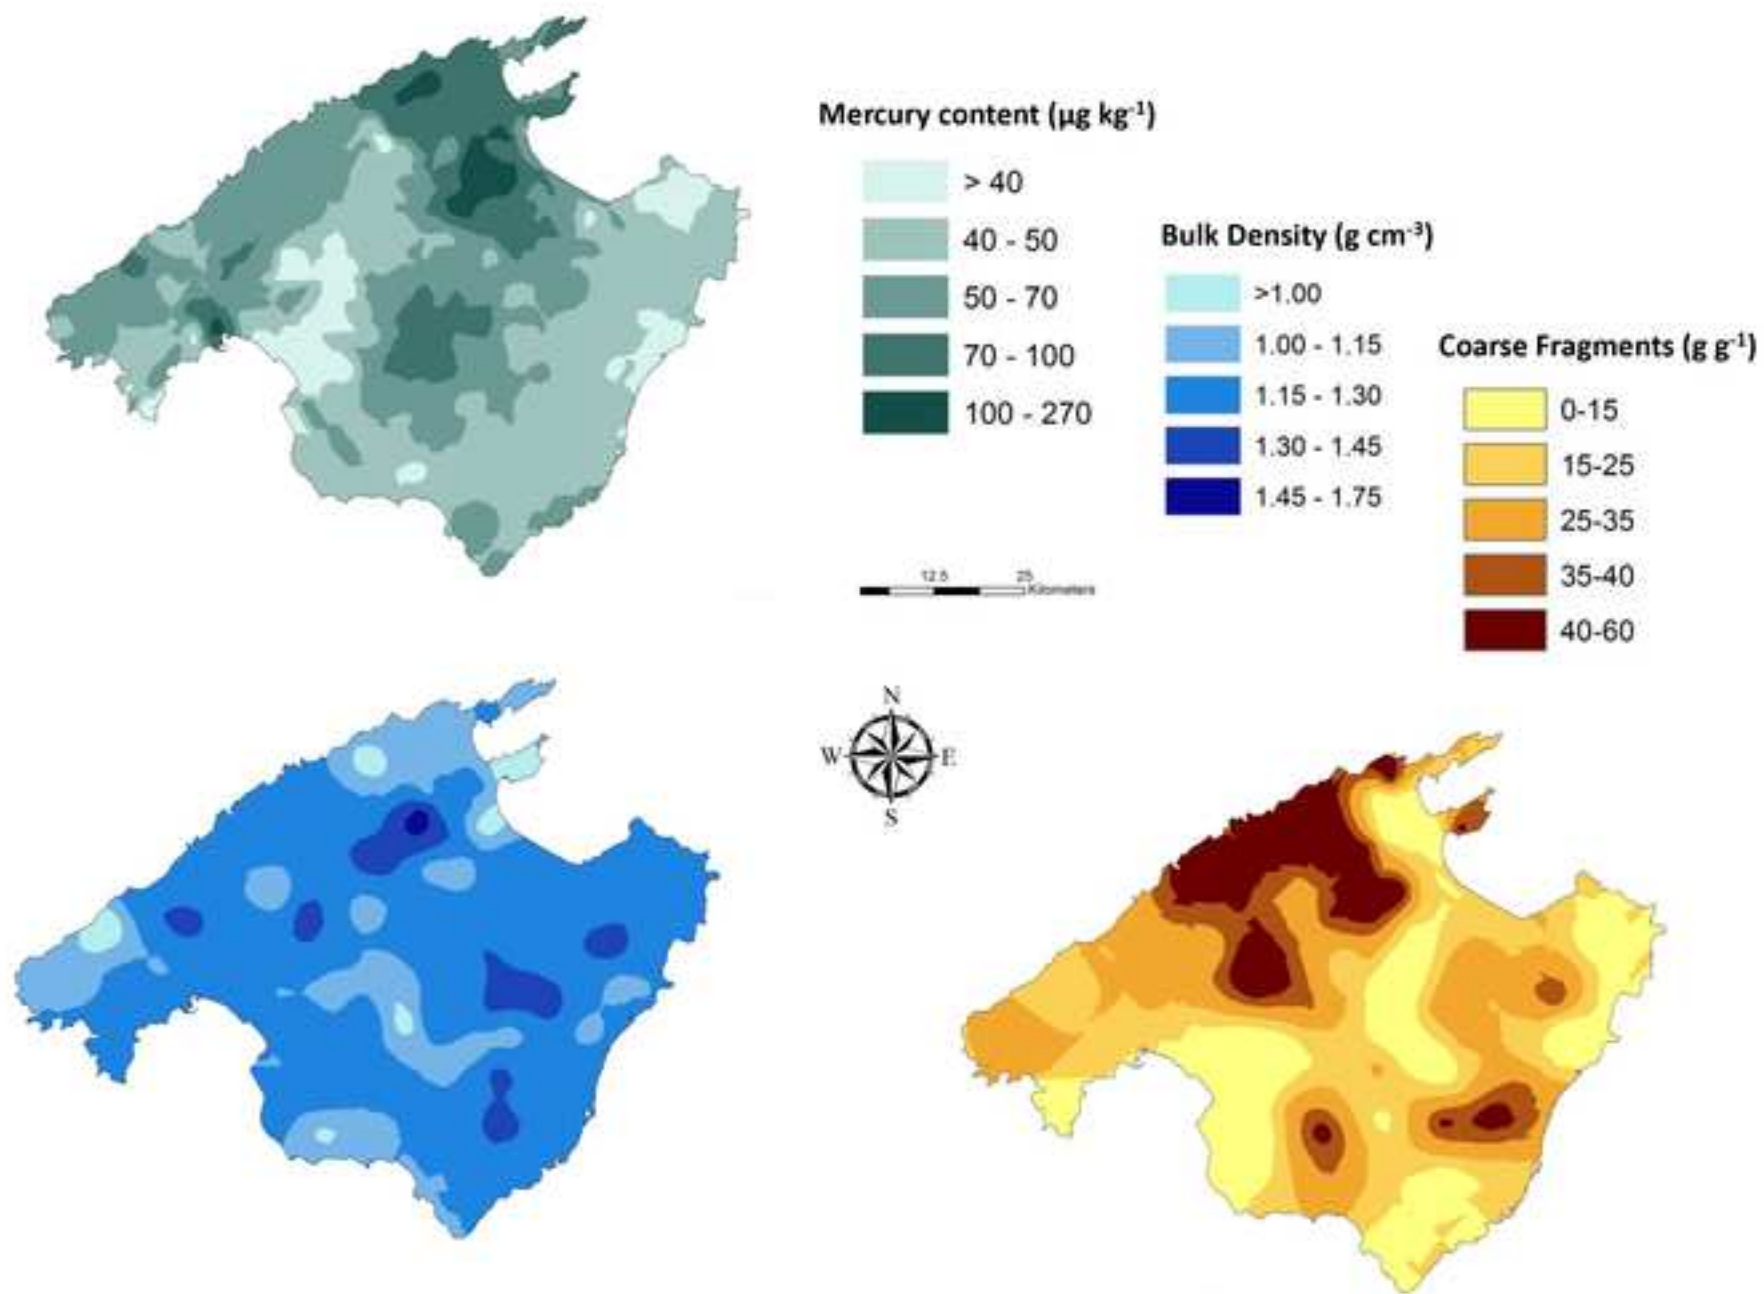 Mercury content (µg kg⁻¹)
> 40
40 - 50
50 - 70
70 - 100
100 - 270
Bulk Density (g cm⁻³)
>1.00
1.00 - 1.15
1.15 - 1.30
1.30 - 1.45
1.45 - 1.75
Coarse Fragments (g g⁻¹)
0-15
15-25
25-35
35-40
40-60
12.5 25
Kilometers
N
W E
S